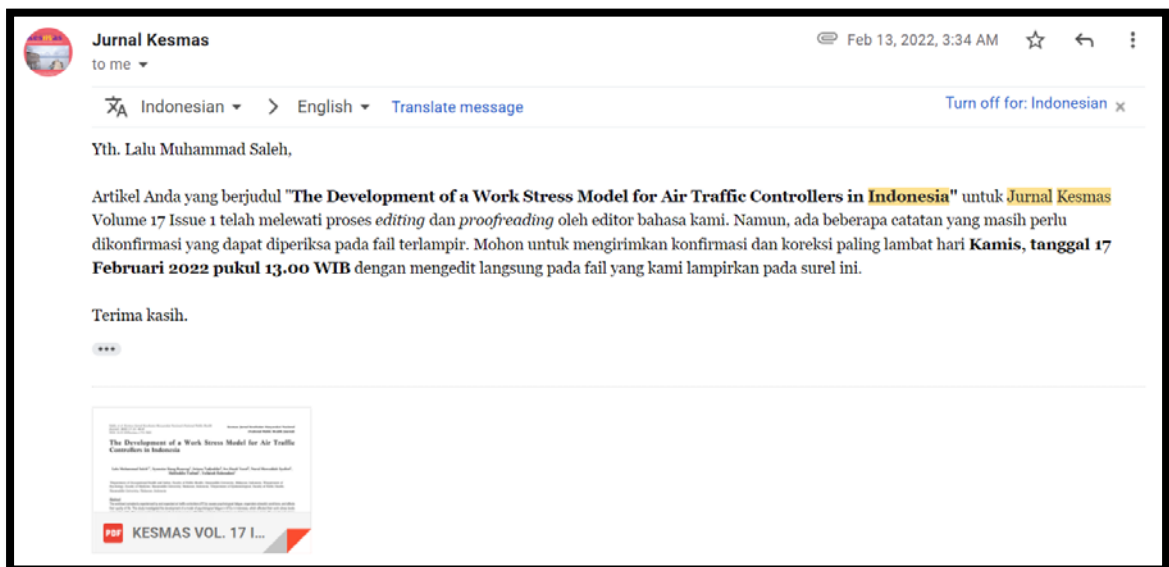 Jurnal Kesmas
Feb 13, 2022, 3:34 AM
to me
Indonesian > English Translate message
Turn off for: Indonesian ×
Yth. Lalu Muhammad Saleh,
Artikel Anda yang berjudul "The Development of a Work Stress Model for Air Traffic Controllers in Indonesia" untuk Jurnal Kesmas
Volume 17 Issue 1 telah melewati proses editing dan proofreading oleh editor bahasa kami. Namun, ada beberapa catatan yang masih perlu
dikonfirmasi yang dapat diperiksa pada fail terlampir. Mohon untuk mengirimkan konfirmasi dan koreksi paling lambat hari Kamis, tanggal 17
Februari 2022 pukul 13.00 WIB dengan mengedit langsung pada fail yang kami lampirkan pada surel ini.
Terima kasih.
The Development of a Work Stress Model for Air Traffic
Controllers in Indonesia
PDF KESMAS VOL. 17 I...